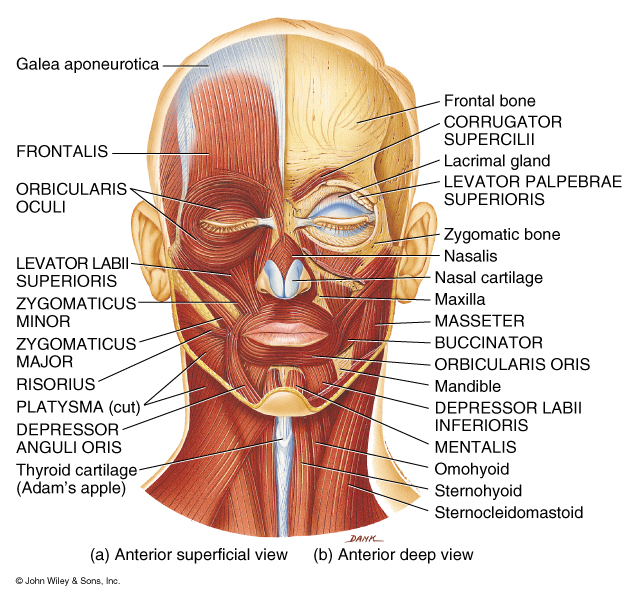 Galea aponeurotica
FRONTALIS
ORBICULARIS
OCULI
LEVATOR LABII
SUPERIORIS
ZYGOMATICUS
MINOR
ZYGOMATICUS
MAJOR
RISORIUS
PLATYSMA (cut)
DEPRESSOR
ANGULI ORIS
Thyroid cartilage
(Adam's apple)
Frontal bone
CORRUGATOR
SUPERCILII
Lacrimal gland
LEVATOR PALPEBRAE
SUPERIORIS
Zygomatic bone
Nasalis
Nasal cartilage
Maxilla
MASSETER
BUCCINATOR
ORBICULARIS ORIS
Mandible
DEPRESSOR LABII
INFERIORIS
MENTALIS
Omohyoid
Sternohyoid
Sternocleidomastoid
DANK
(a) Anterior superficial view (b) Anterior deep view
© John Wiley & Sons, Inc.